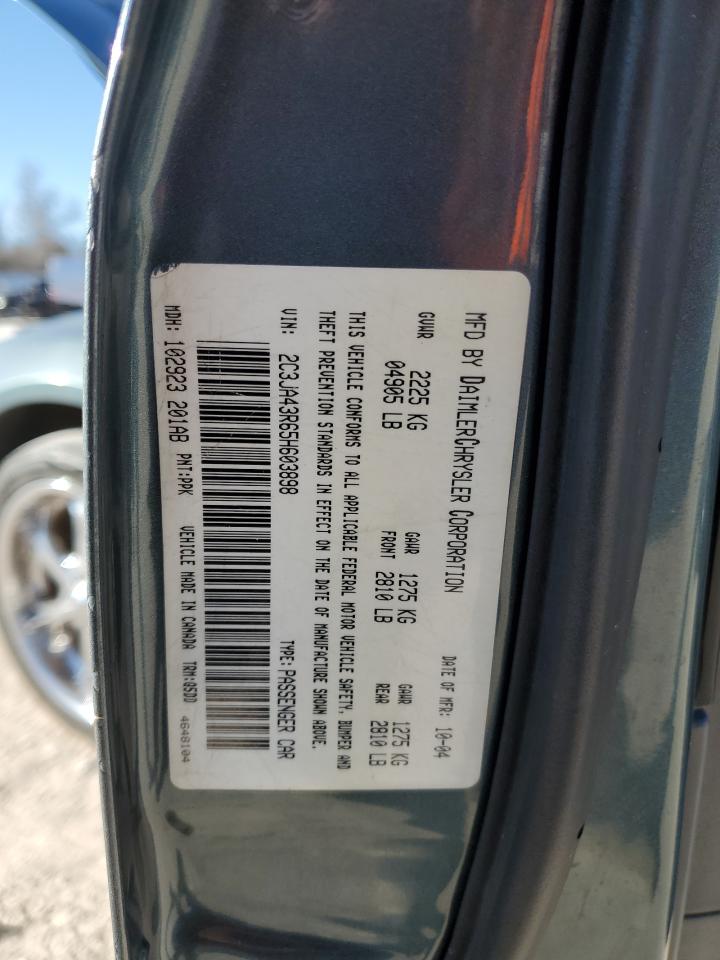 MFD BY DAIMLERCHRYSLER CORPORATION DATE OF MFR: 10-04
GVWR 2225 KG GAWR 1275 KG GAWR 1275 KG
04905 LB FRONT 2810 LB REAR 2810 LB
THIS VEHICLE CONFORMS TO ALL APPLICABLE FEDERAL MOTOR VEHICLE SAFETY, BUMPER AND
THEFT PREVENTION STANDARDS IN EFFECT ON THE DATE OF MANUFACTURE SHOWN ABOVE.
VIN: 2C3JA43R65H603898 TYPE: PASSENGER CAR
MDH: 102923 201AB PNT:PPK VEHICLE MADE IN CANADA TRM:Q5DD 4648104